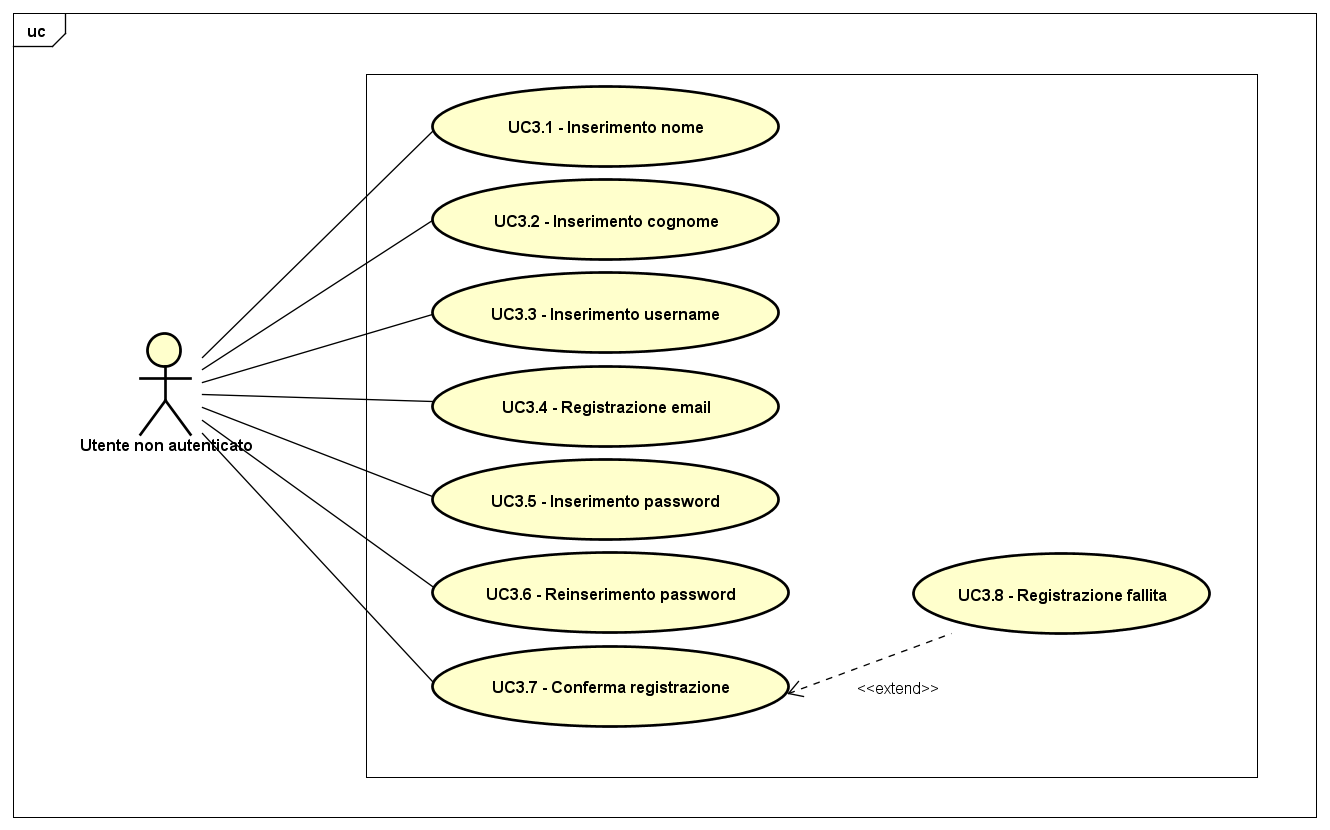 uc
UC3.1 - Inserimento nome
UC3.2 - Inserimento cognome
UC3.3 - Inserimento username
UC3.4 - Registrazione email
Utente non autenticato
UC3.5 - Inserimento password
UC3.6 - Reinserimento password
UC3.8 - Registrazione fallita
UC3.7 - Conferma registrazione
<<extend>>